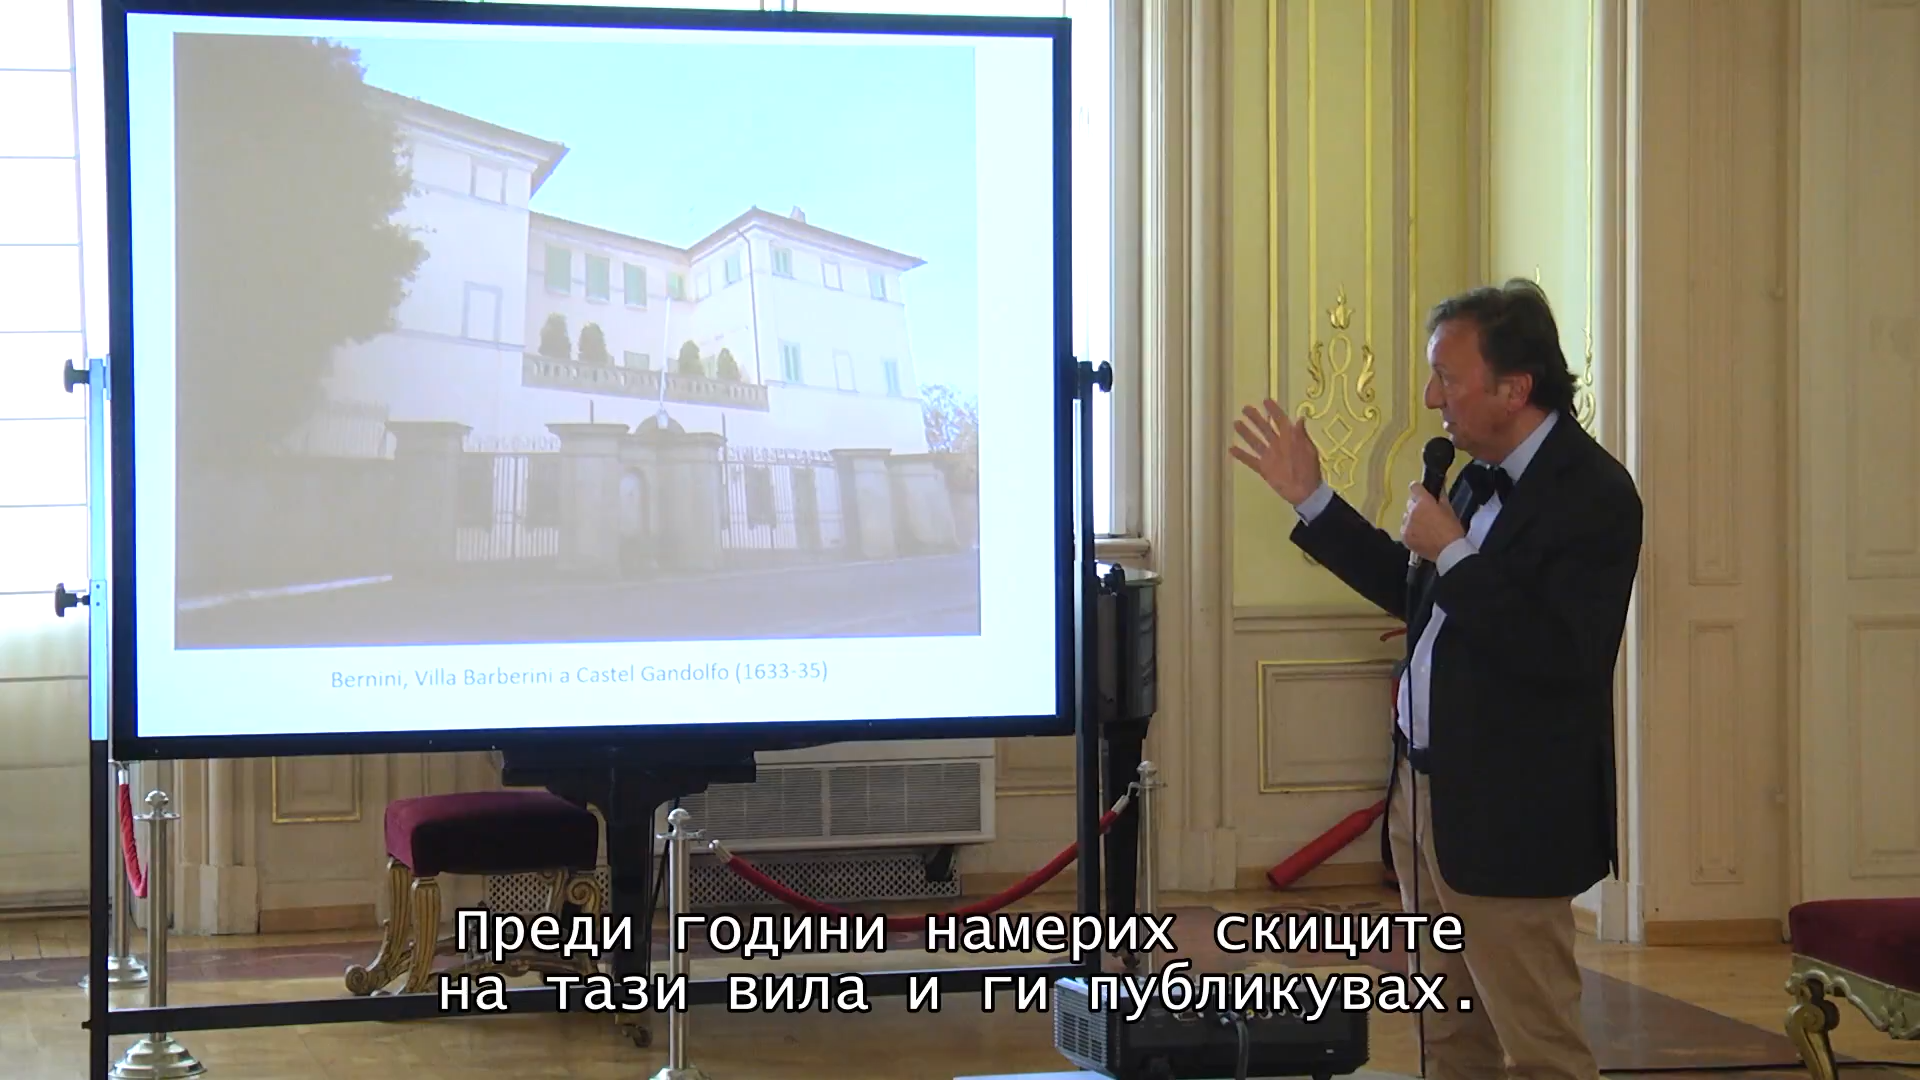 Bernini, Villa Barberini a Castel Gandolfo (1633-35)
Преди години намерих скиците
на тази вила и ги публикувах.